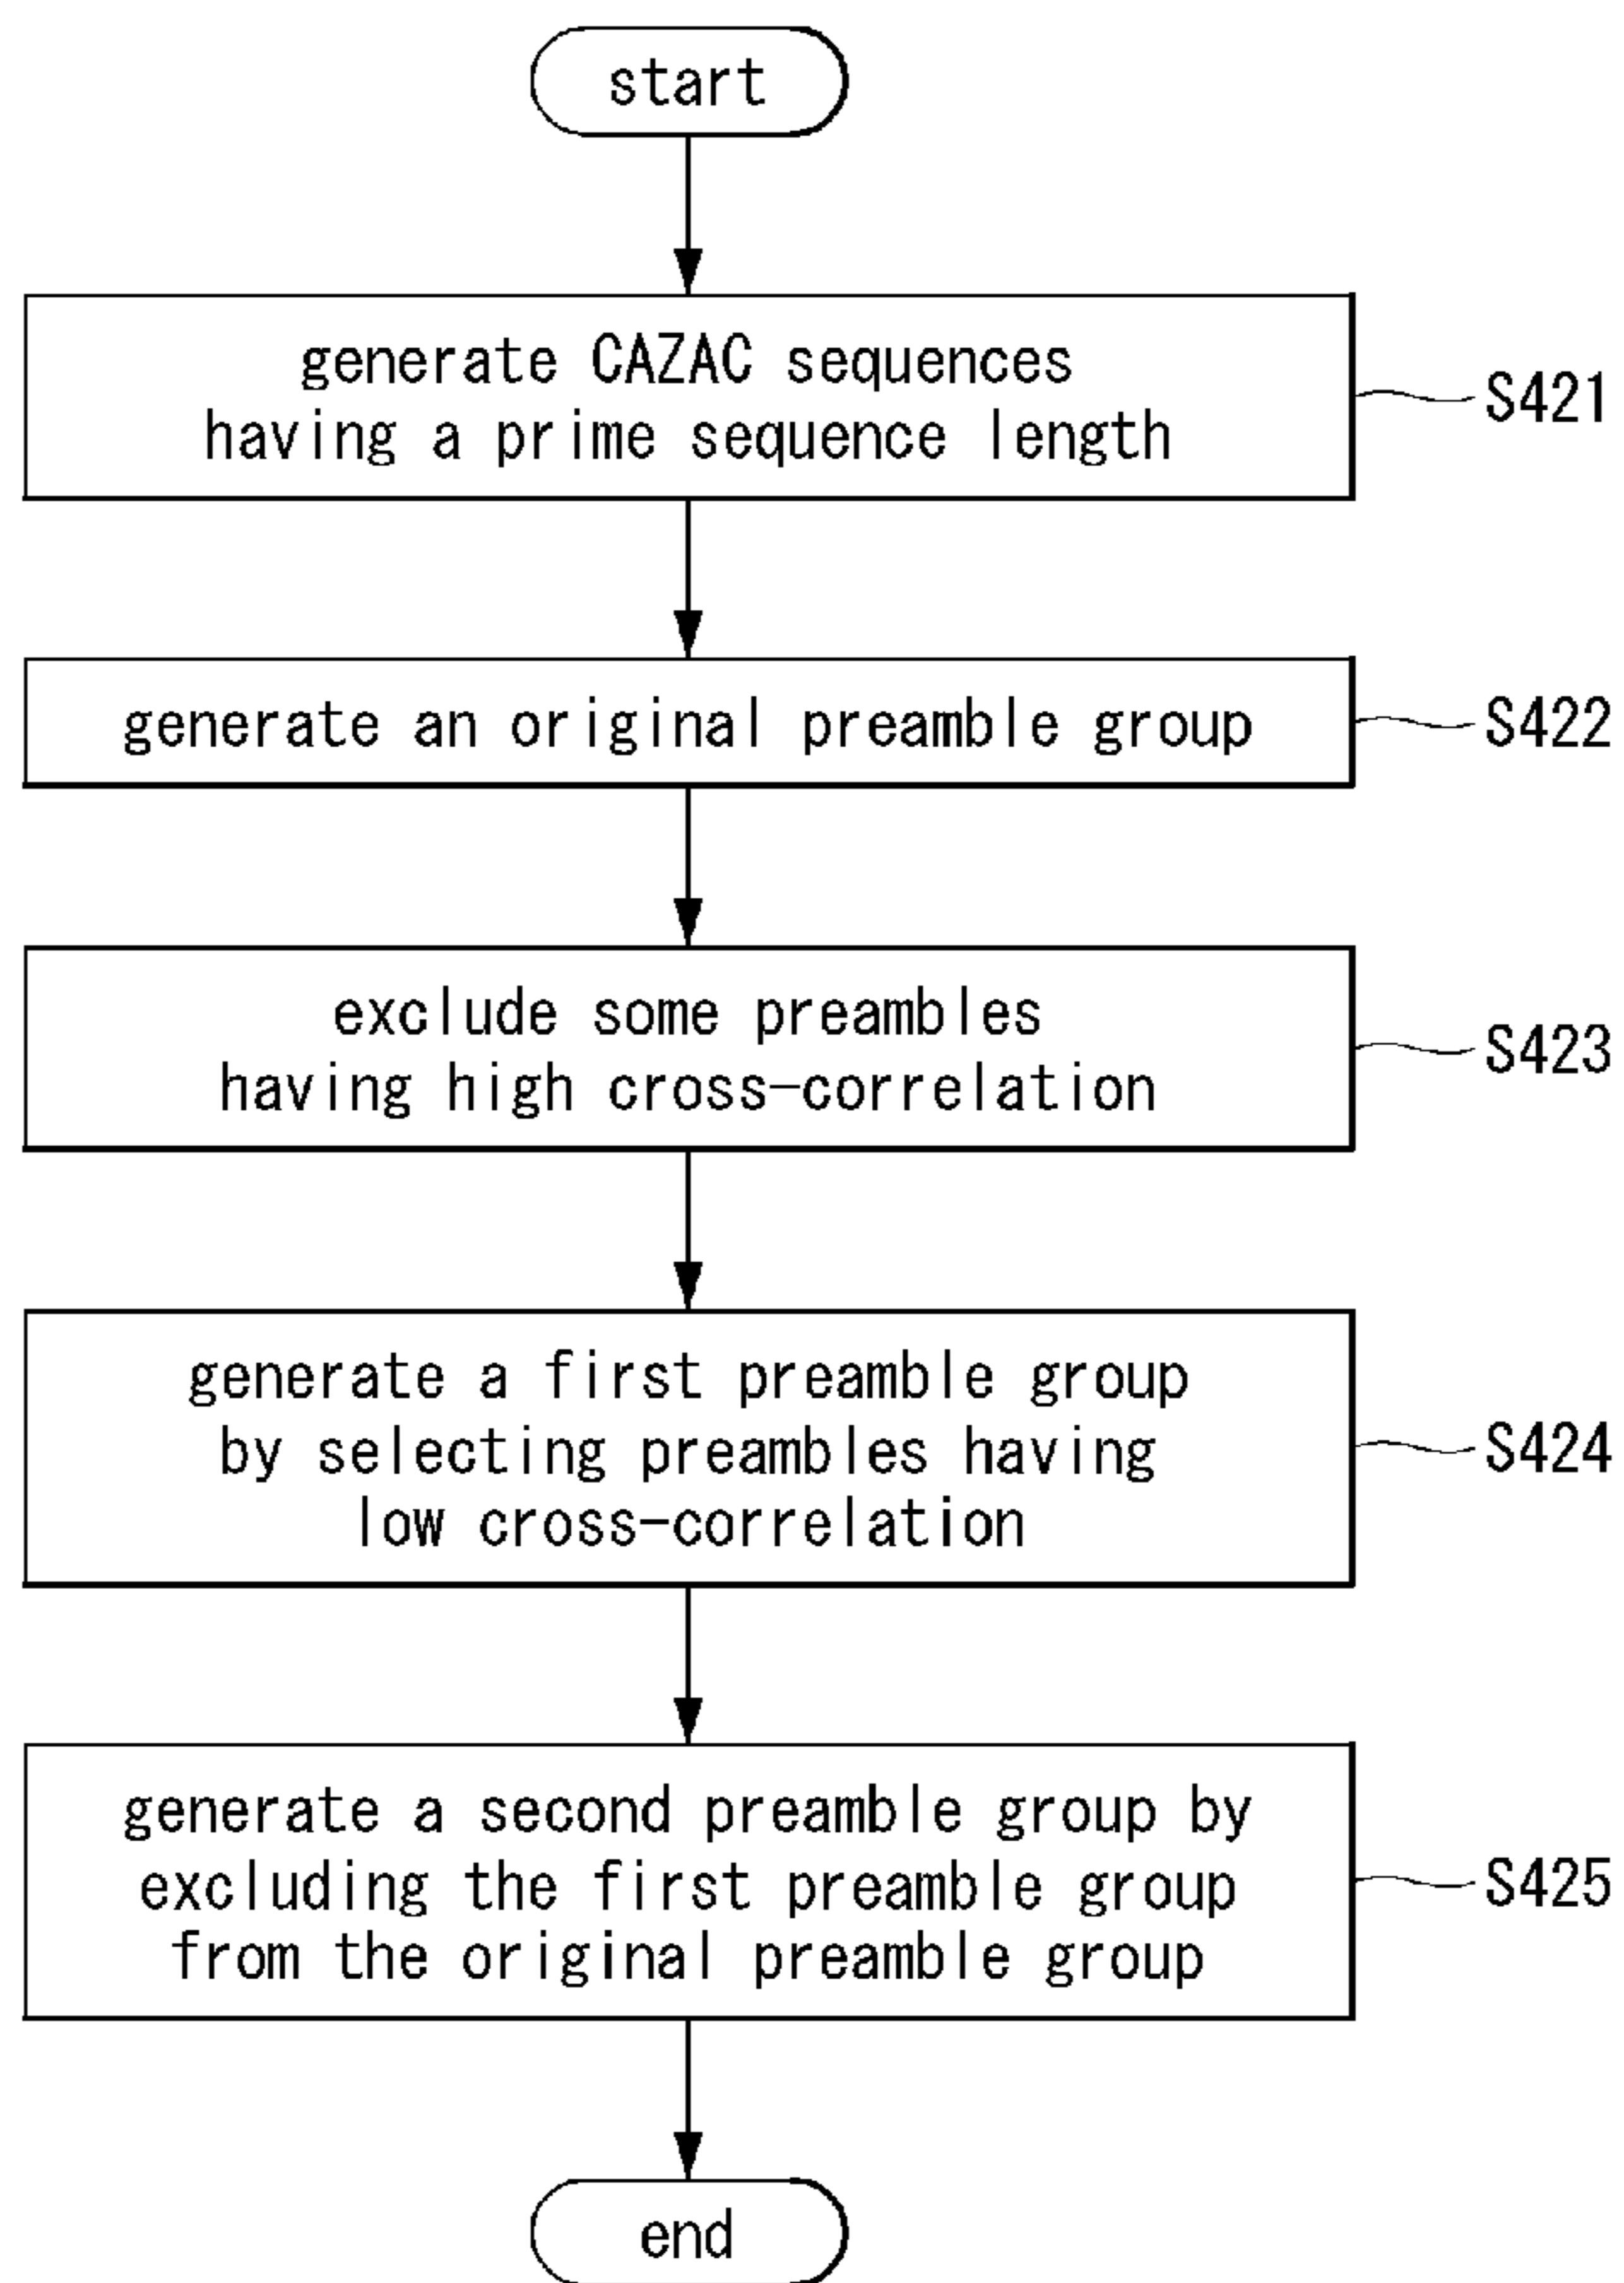 start
generate CAZAC sequences
having a prime sequence length
S421
generate an original preamble group
S422
exclude some preambles
having high cross-correlation
S423
generate a first preamble group
by selecting preambles having
low cross-correlation
S424
generate a second preamble group by
excluding the first preamble group
from the original preamble group
S425
end